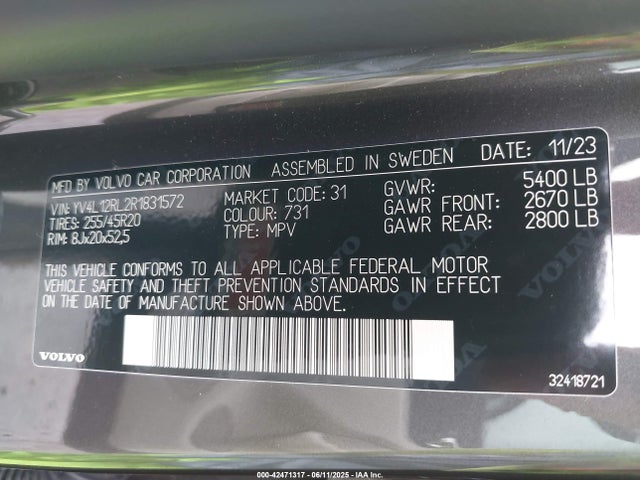 MFD BY VOLVO CAR CORPORATION ASSEMBLED IN SWEDEN DATE: 11/23
VIN: YV4L12RL2R1831572 MARKET CODE: 31 GVWR: 5400 LB
TIRES: 255/45R20 COLOUR: 731 GAWR FRONT: 2670 LB
RIM: 8Jx20x52,5 TYPE: MPV GAWR REAR: 2800 LB
THIS VEHICLE CONFORMS TO ALL APPLICABLE FEDERAL MOTOR
VEHICLE SAFETY AND THEFT PREVENTION STANDARDS IN EFFECT
ON THE DATE OF MANUFACTURE SHOWN ABOVE.
VOLVO
32418721
000-42471317 - 06/11/2025 - IAA Inc.